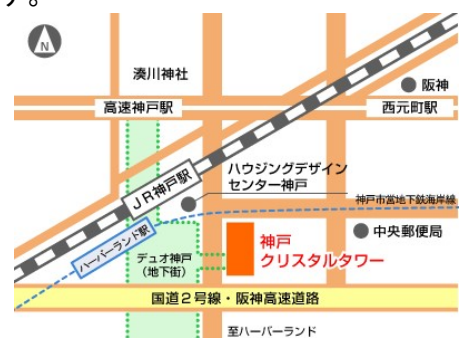 す。
N
湊川神社
阪神
高速神戸駅
西元町駅
ハウジングデザイン
センター神戸
JR神戸駅
神戸市営地下鉄海岸線
ハーバーランド駅
中央郵便局
神戸
クリスタルタワー
デュオ神戸
(地下街)
国道2号線・阪神高速道路
至ハーバーランド